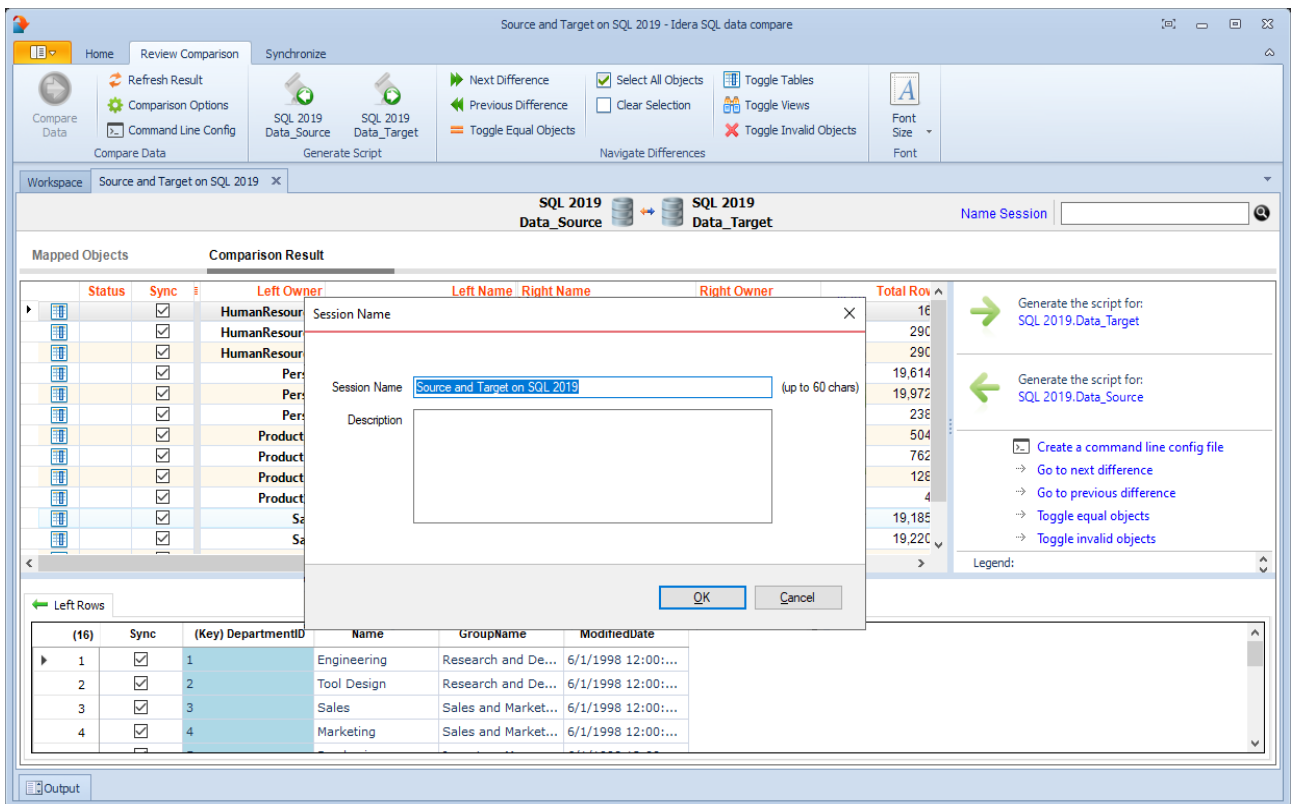 Source and Target on SQL 2019 - Idera SQL data compare
Home Review Comparison Synchronize
Compare Data
Refresh Result
Comparison Options
Command Line Config
Compare Data
SQL 2019 Data_Source
SQL 2019 Data_Target
Generate Script
Next Difference
Previous Difference
Toggle Equal Objects
Select All Objects
Clear Selection
Toggle Tables
Toggle Views
Toggle Invalid Objects
Navigate Differences
Font Size
Font
Workspace Source and Target on SQL 2019
SQL 2019 SQL 2019
Data_Source Data_Target
Name Session
Mapped Objects Comparison Result
Status Sync Left Owner Left Name Right Name Right Owner Total Row
HumanResour 16
HumanResour 290
HumanResour 290
Pers 19,614
Pers 19,972
Pers 238
Product 504
Product 762
Product 128
Product 4
Sa 19,185
Sa 19,220
Session Name
Session Name Source and Target on SQL 2019 (up to 60 chars)
Description
OK Cancel
Generate the script for:
SQL 2019.Data_Target
Generate the script for:
SQL 2019.Data_Source
Create a command line config file
Go to next difference
Go to previous difference
Toggle equal objects
Toggle invalid objects
Legend:
Left Rows
(16) Sync (Key) DepartmentID Name GroupName ModifiedDate
1 1 Engineering Research and De... 6/1/1998 12:00:...
2 2 Tool Design Research and De... 6/1/1998 12:00:...
3 3 Sales Sales and Market... 6/1/1998 12:00:...
4 4 Marketing Sales and Market... 6/1/1998 12:00:...
Output